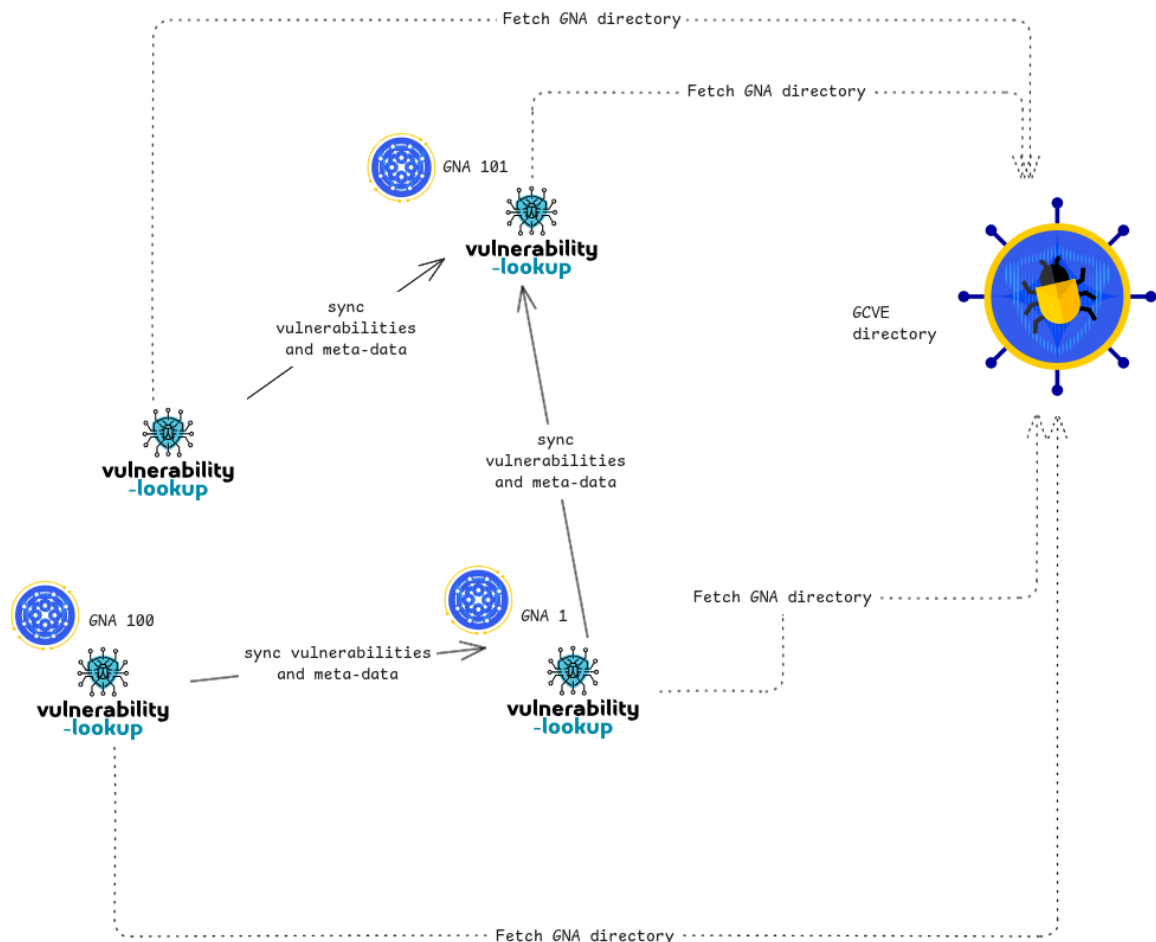 Fetch GNA directory
Fetch GNA directory
GNA 101
vulnerability
-lookup
sync
vulnerabilities
and meta-data
GCVE
directory
vulnerability
-lookup
sync
vulnerabilities
and meta-data
GNA 100
GNA 1
Fetch GNA directory
sync vulnerabilities
and meta-data
vulnerability
-lookup
vulnerability
-lookup
Fetch GNA directory